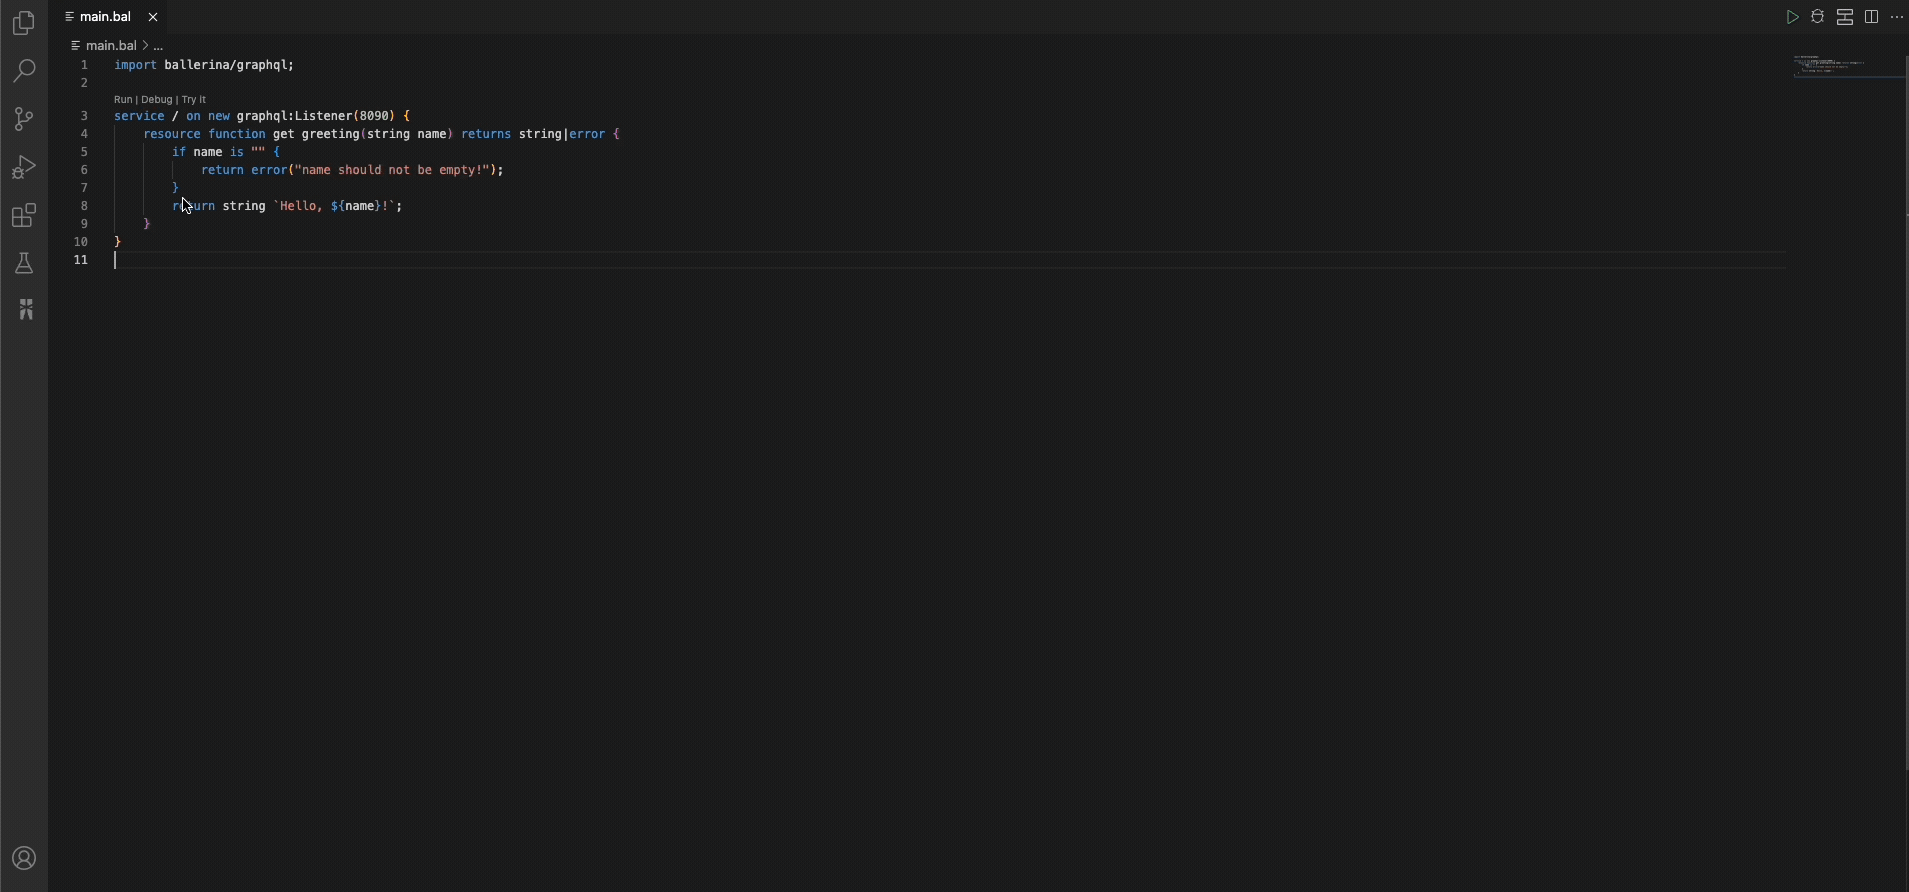 main.bal
main.bal > ...
1 import ballerina/graphql;
2
Run | Debug | Try it
3 service / on new graphql:Listener(8090) {
4 resource function get greeting(string name) returns string|error {
5 if name is "" {
6 return error("name should not be empty!");
7 }
8 return string `Hello, ${name}!`;
9 }
10 }
11